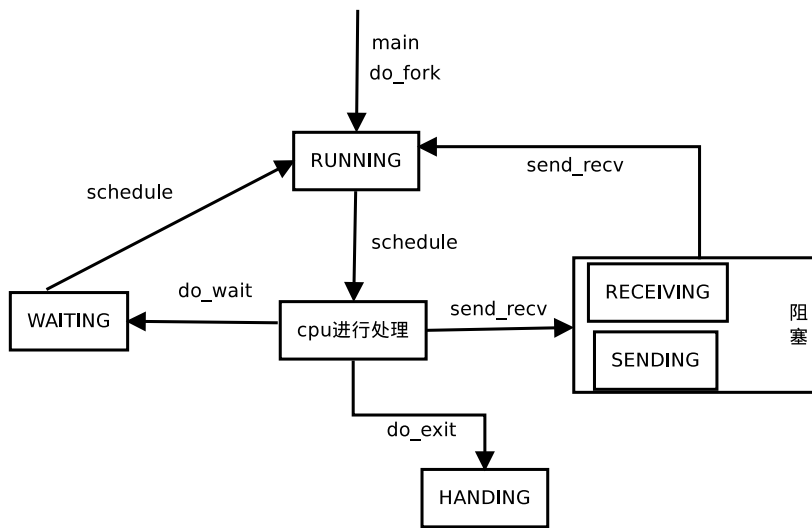 main
do_fork
RUNNING
send_recv
schedule
schedule
RECEIVING
do_wait
send_recv
WAITING
cpu进行处理
阻
塞
SENDING
do_exit
HANDING